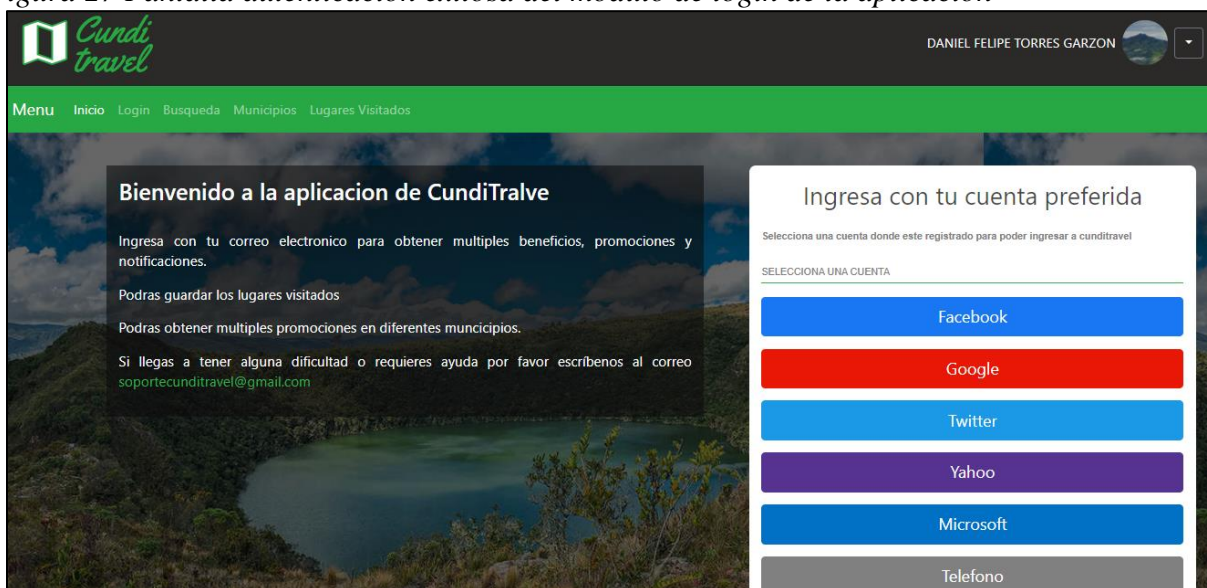 Cundi
travel
DANIEL FELIPE TORRES GARZON
Menu Inicio Login Busqueda Municipios Lugares Visitados
Bienvenido a la aplicacion de CundiTralve
Ingresa con tu correo electronico para obtener multiples beneficios, promociones y
notificaciones.
Podras guardar los lugares visitados
Podras obtener multiples promociones en diferentes muncicipios.
Si llegas a tener alguna dificultad o requieres ayuda por favor escríbenos al correo
soportecunditravel@gmail.com
Ingresa con tu cuenta preferida
Selecciona una cuenta donde este registrado para poder ingresar a cunditravel
SELECCIONA UNA CUENTA
Facebook
Google
Twitter
Yahoo
Microsoft
Telefono